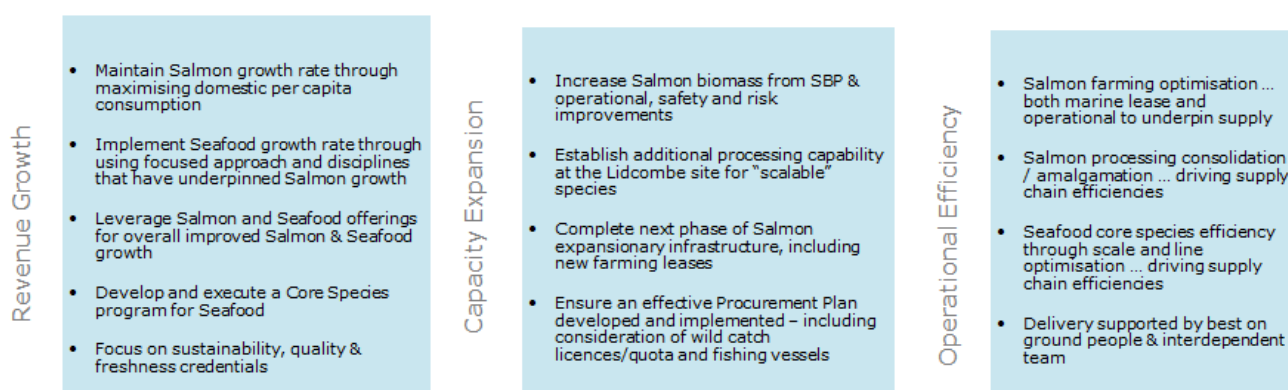 Revenue Growth
• Maintain Salmon growth rate through
maximising domestic per capita
consumption
• Implement Seafood growth rate through
using focused approach and disciplines
that have underpinned Salmon growth
• Leverage Salmon and Seafood offerings
for overall improved Salmon & Seafood
growth
• Develop and execute a Core Species
program for Seafood
• Focus on sustainability, quality &
freshness credentials
Capacity Expansion
• Increase Salmon biomass from SBP &
operational, safety and risk
improvements
• Establish additional processing capability
at the Lidcombe site for “scalable”
species
• Complete next phase of Salmon
expansionary infrastructure, including
new farming leases
• Ensure an effective Procurement Plan
developed and implemented – including
consideration of wild catch
licences/quota and fishing vessels
Operational Efficiency
• Salmon farming optimisation ...
both marine lease and
operational to underpin supply
• Salmon processing consolidation
/ amalgamation ... driving supply
chain efficiencies
• Seafood core species efficiency
through scale and line
optimisation ... driving supply
chain efficiencies
• Delivery supported by best on
ground people & interdependent
team